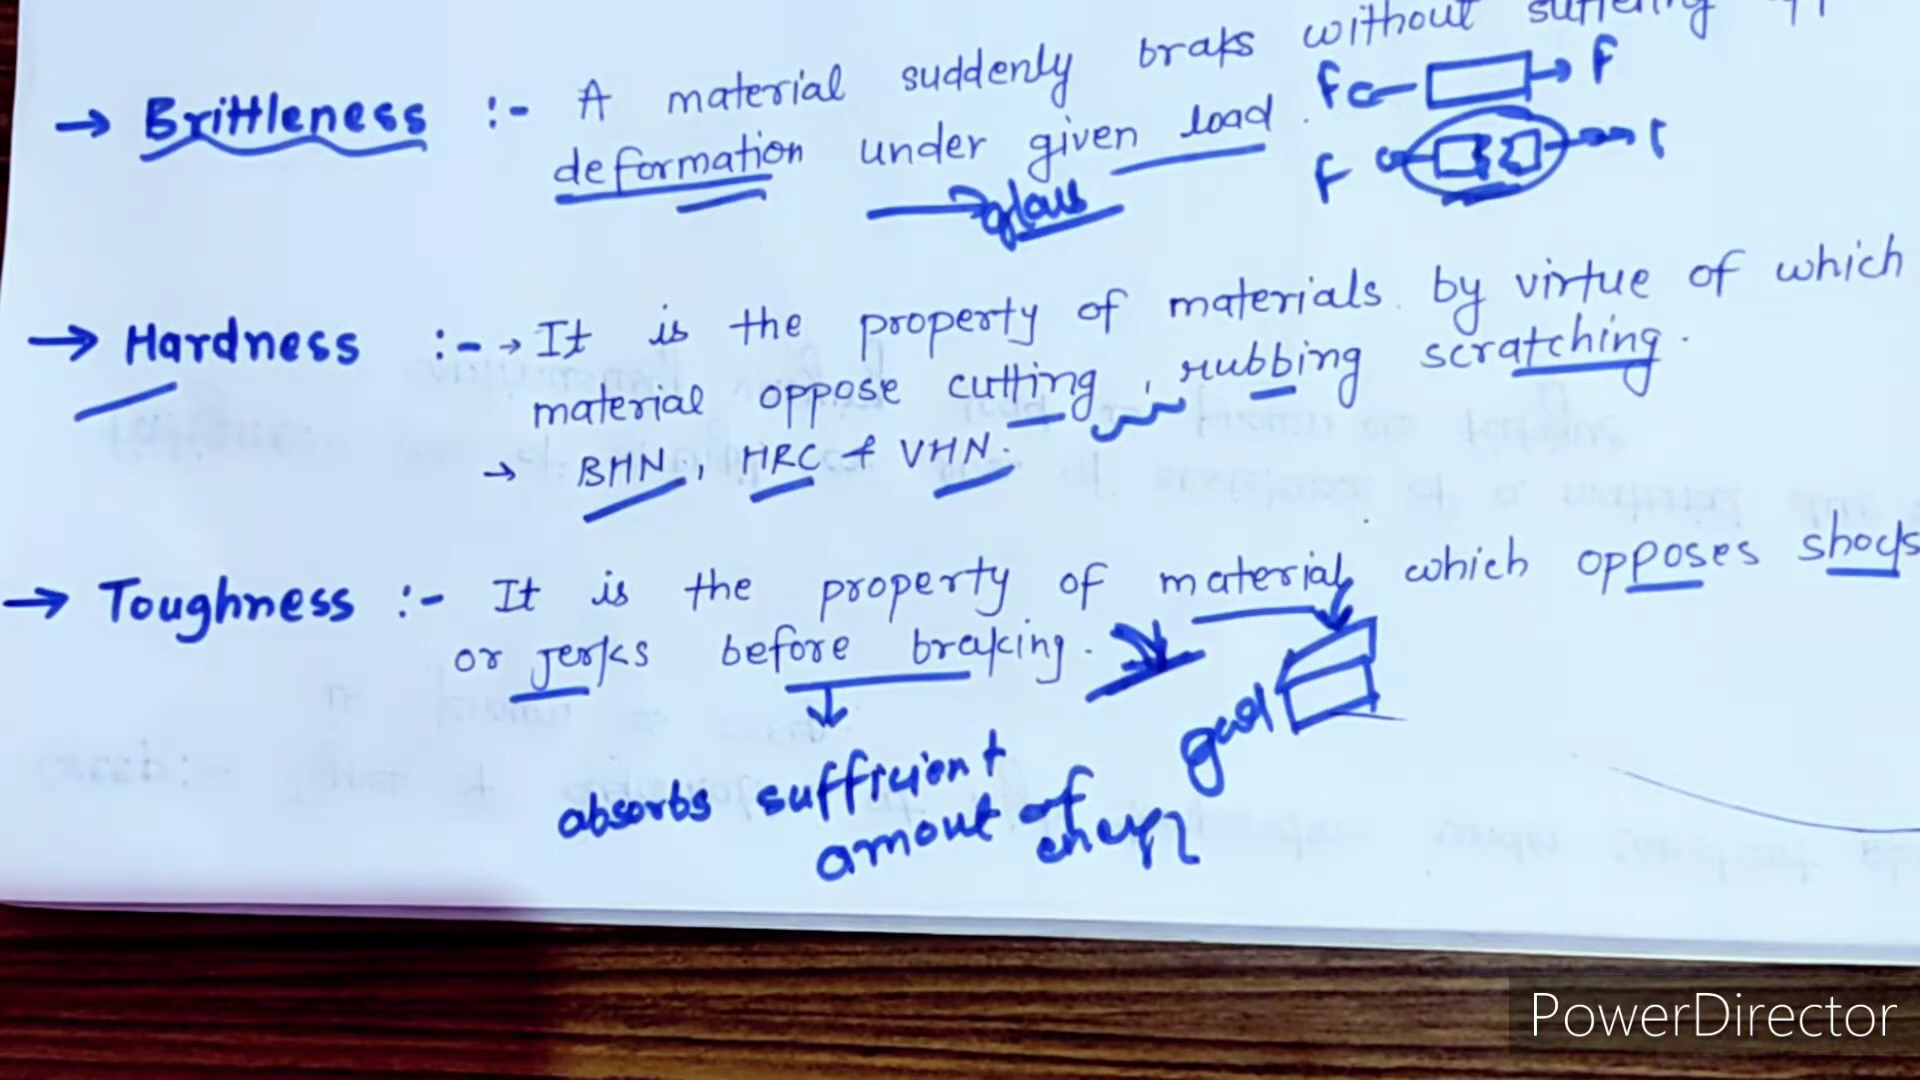 → Brittleness :- A material suddenly braks without suffering
deformation under given load.
F F
F
→ glass
→ Hardness :- → It is the property of materials by virtue of which
material oppose cutting, rubbing scratching.
→ BHN, HRC & VHN.
→ Toughness :- It is the property of material which opposes shocks
or jerks before braking.
absorbs sufficient
amout of
PowerDirector